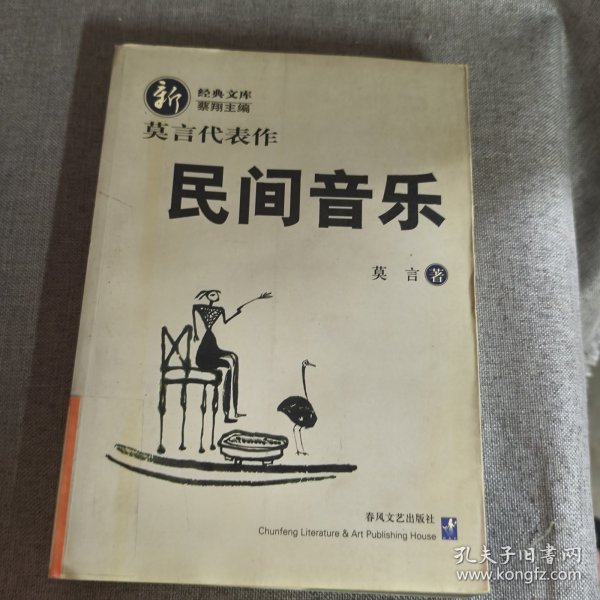 新
经典文库
蔡翔主编
莫言代表作
民间音乐
莫言 著
春风文艺出版社
Chunfeng Literature & Art Publishing House
孔夫子旧书网
www.kongfz.com